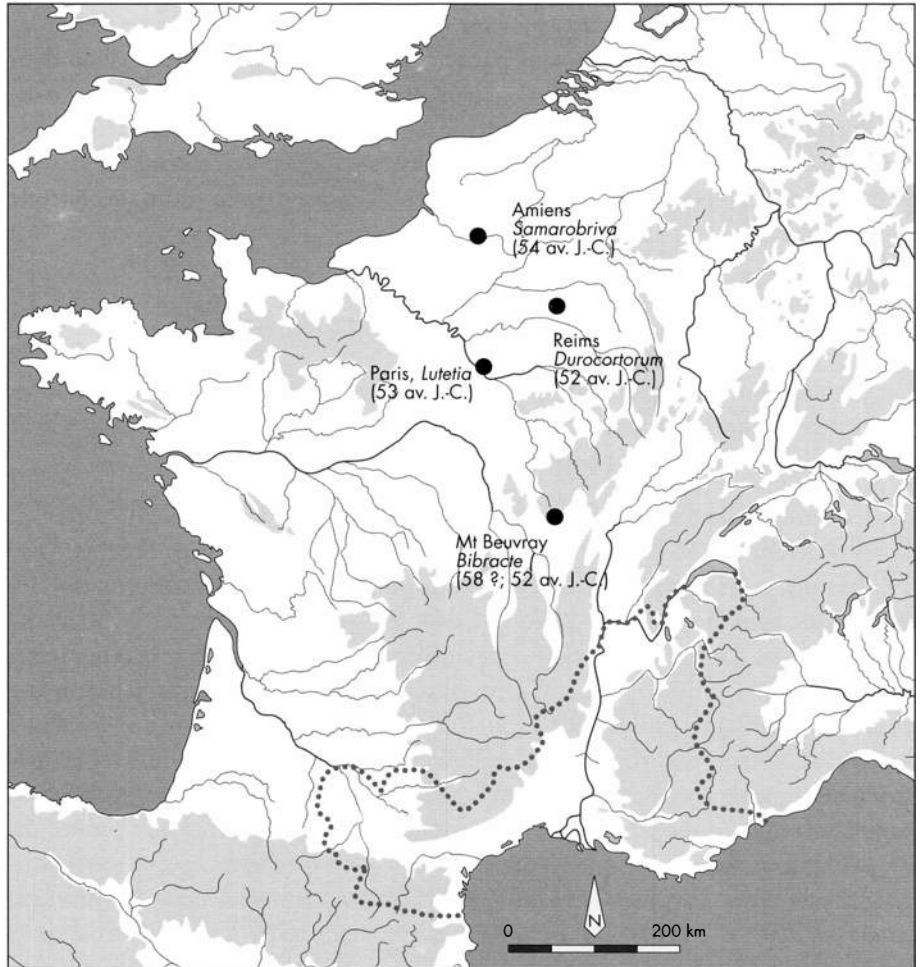 Amiens
Samarobriva
(54 av. J.-C.)
Reims
Durocortorum
(52 av. J.-C.)
Paris, Lutetia
(53 av. J.-C.)
Mt Beuvray
Bibracte
(58 ?; 52 av. J.-C.)
N
0 200 km